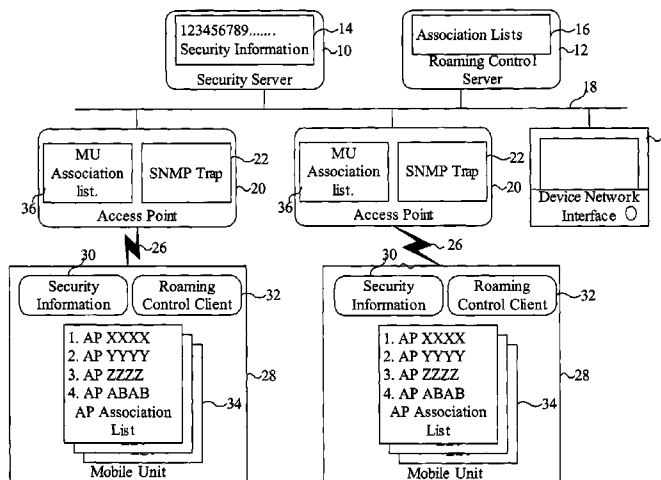 123456789.......
Security Information
14
10
Security Server
Association Lists
16
12
Roaming Control
Server
18
MU
Association
list.
SNMP Trap
22
20
36
Access Point
MU
Association
list.
SNMP Trap
22
20
36
Access Point
Device Network
Interface
26
26
30
Security
Information
Roaming
Control Client
32
1. AP XXXX
2. AP YYYY
3. AP ZZZZ
4. AP ABAB
AP Association
List
28
34
Mobile Unit
30
Security
Information
Roaming
Control Client
32
1. AP XXXX
2. AP YYYY
3. AP ZZZZ
4. AP ABAB
AP Association
List
28
34
Mobile Unit